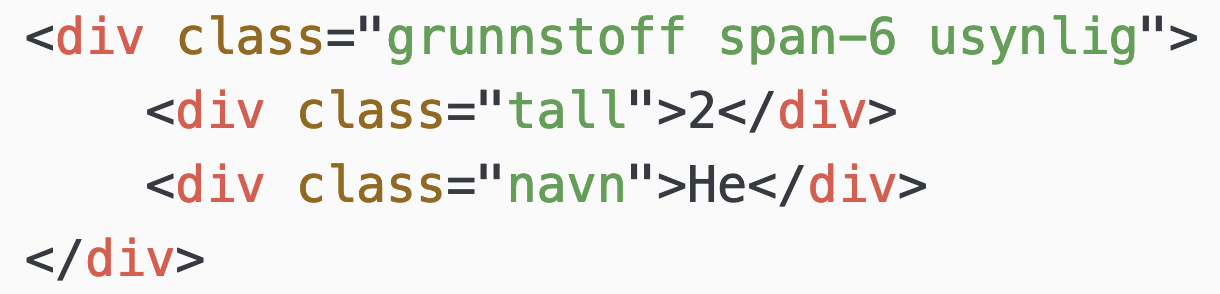 <div class="grunnstoff span-6 usynlig">
    <div class="tall">2</div>
    <div class="navn">He</div>
</div>